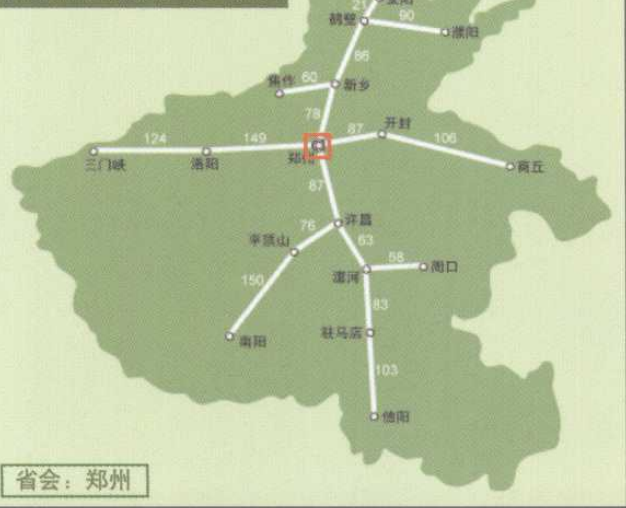 21
鹤壁
90
濮阳
86
焦作
60
新乡
78
87
开封
106
124
149
三门峡
洛阳
郑州
商丘
87
76
许昌
平顶山
63
58
周口
漯河
150
83
南阳
驻马店
103
信阳
省会：郑州